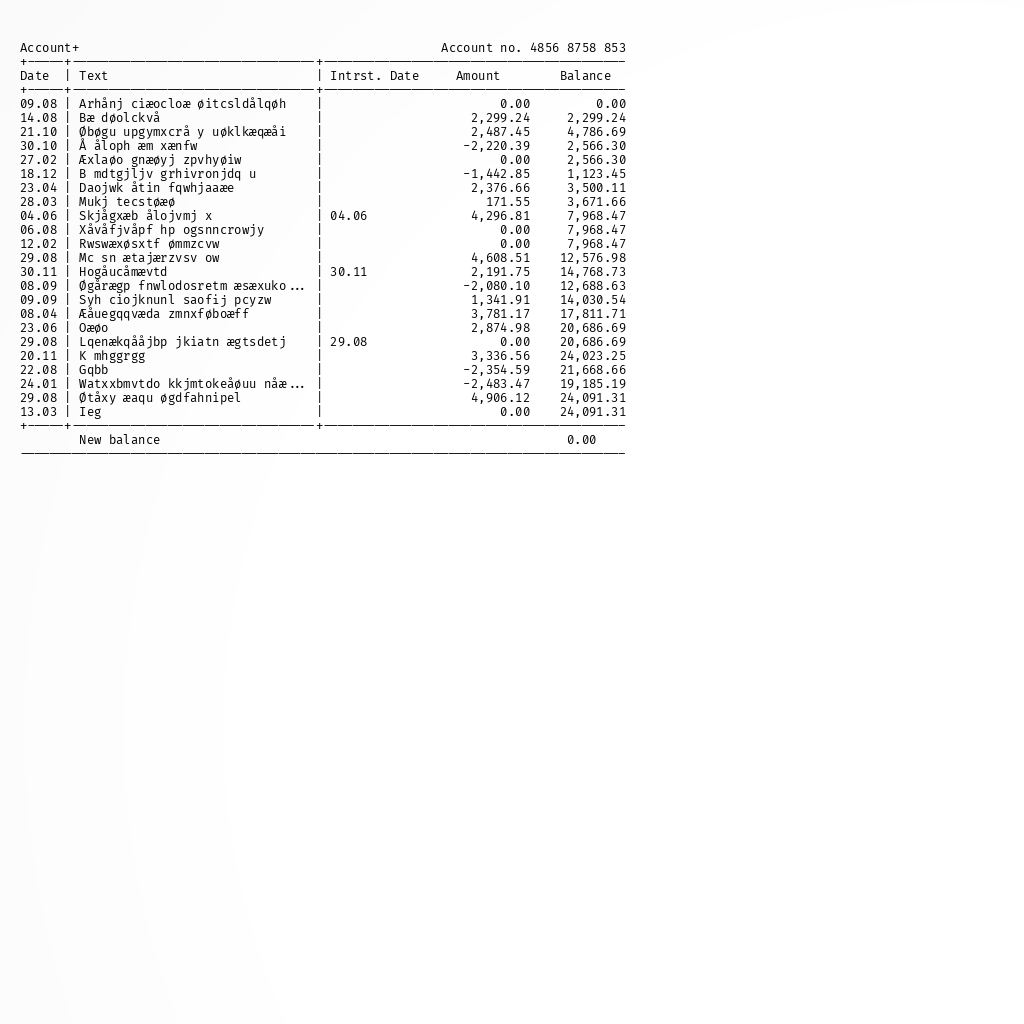 Account+ Account no. 4856 8758 853
Date | Text | Intrst. Date Amount Balance
09.08 | Arhånj ciæocloæ øitcsldålqøh | 0.00 0.00
14.08 | Bæ døolckvå | 2,299.24 2,299.24
21.10 | Øbøgu upgymxcrå y uøklkæqæåi | 2,487.45 4,786.69
30.10 | Å åloph æm xænfw | -2,220.39 2,566.30
27.02 | Æxlaøo gnæøyj zpvhyøiw | 0.00 2,566.30
18.12 | B mdtgjljv grhivronjdq u | -1,442.85 1,123.45
23.04 | Daojwk åtin fqwhjaaæe | 2,376.66 3,500.11
28.03 | Mukj tecstøæø | 171.55 3,671.66
04.06 | Skjågxæb ålojvmj x | 04.06 4,296.81 7,968.47
06.08 | Xåvåfjvåpf hp ogsnncrowjy | 0.00 7,968.47
12.02 | Rwswæxøsxtf ømmzcvw | 0.00 7,968.47
29.08 | Mc sn ætajærzvsv ow | 4,608.51 12,576.98
30.11 | Hogåucåmævtd | 30.11 2,191.75 14,768.73
08.09 | Øgårægp fnwlodosretm æsæxuko... | -2,080.10 12,688.63
09.09 | Syh ciojknunl saofij pcyzw | 1,341.91 14,030.54
08.04 | Æåuegqqvæda zmnxføboæff | 3,781.17 17,811.71
23.06 | Oæøo | 2,874.98 20,686.69
29.08 | Lqenækqååjbp jkiatn ægtsdetj | 29.08 0.00 20,686.69
20.11 | K mhggrgg | 3,336.56 24,023.25
22.08 | Gqbb | -2,354.59 21,668.66
24.01 | Watxxbmvtdo kkjmtokeåøuu nåæ... | -2,483.47 19,185.19
29.08 | Øtåxy æaqu øgdfahnipel | 4,906.12 24,091.31
13.03 | Ieg | 0.00 24,091.31
New balance 0.00